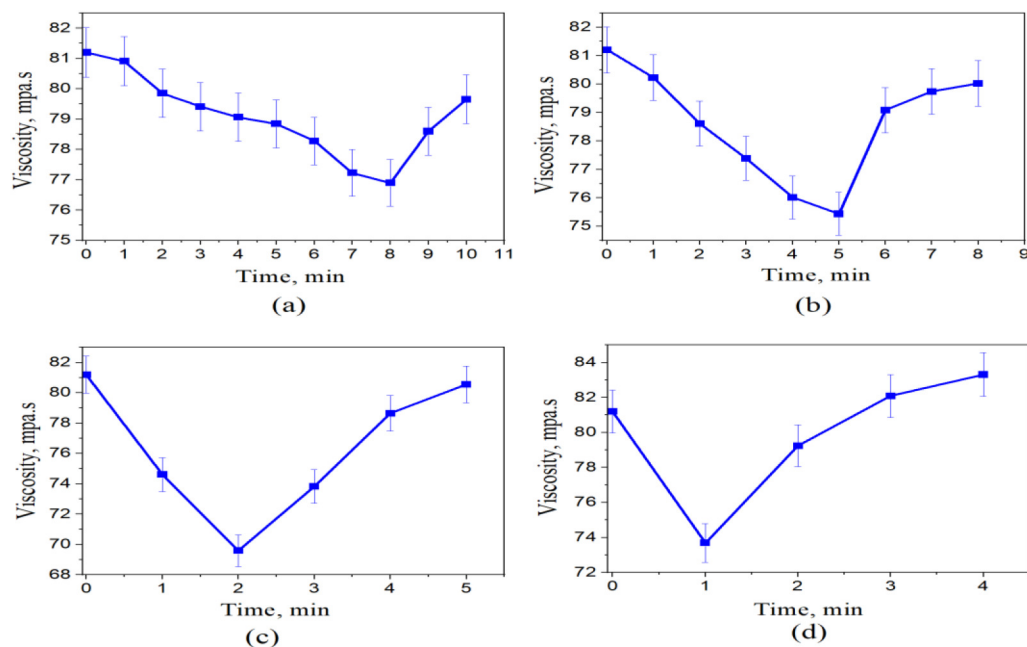 82
81
80
79
78
77
76
75
Viscosity, mpa.s
0 1 2 3 4 5 6 7 8 9 10 11
Time, min
(a)
82
81
80
79
78
77
76
75
Viscosity, mpa.s
0 1 2 3 4 5 6 7 8 9
Time, min
(b)
82
80
78
76
74
72
70
68
Viscosity, mpa.s
0 1 2 3 4 5
Time, min
(c)
84
82
80
78
76
74
72
Viscosity, mpa.s
0 1 2 3 4
Time, min
(d)